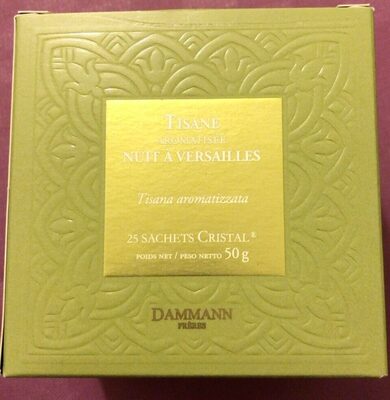 TISANE
AROMATISÉE
NUIT À VERSAILLES
Tisana aromatizzata
25 SACHETS CRISTAL®
POIDS NET / PESO NETTO 50 g
DAMMANN
FRÈRES